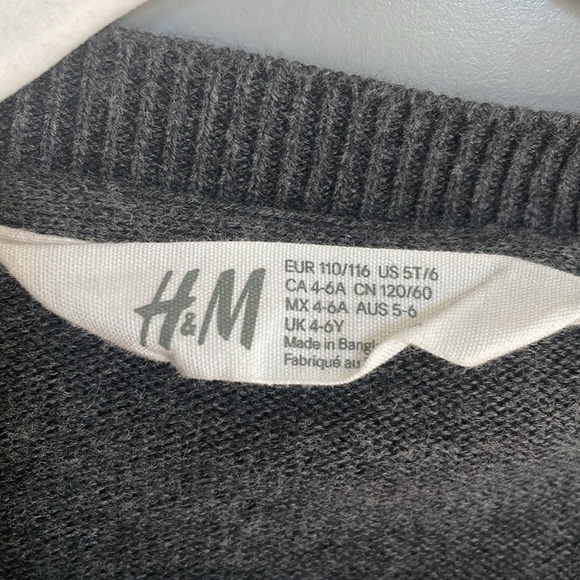 H&M
EUR 110/116 US 5T/6
CA 4-6A CN 120/60
MX 4-6A AUS 5-6
UK 4-6Y
Made in
Fabriqué au